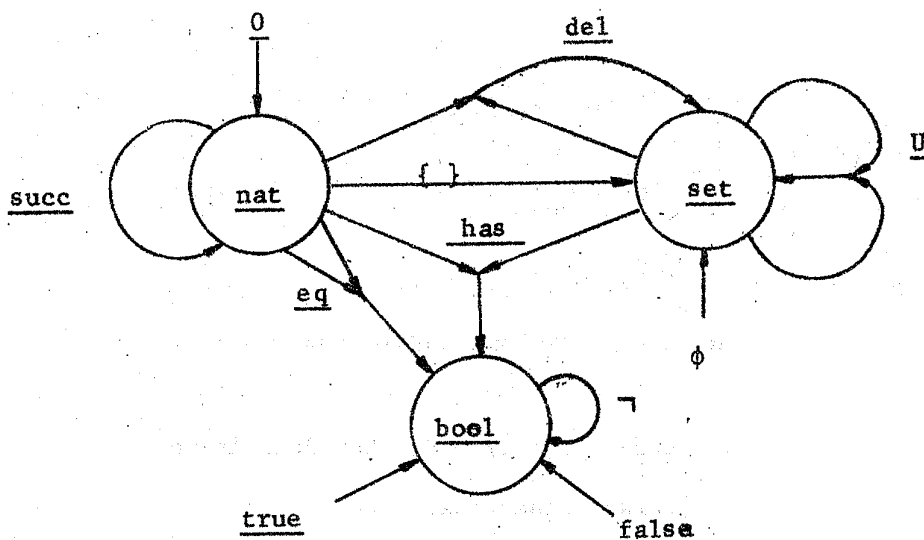 0
del
succ
nat
{ }
set
U
has
eq
φ
bool
¬
true
false